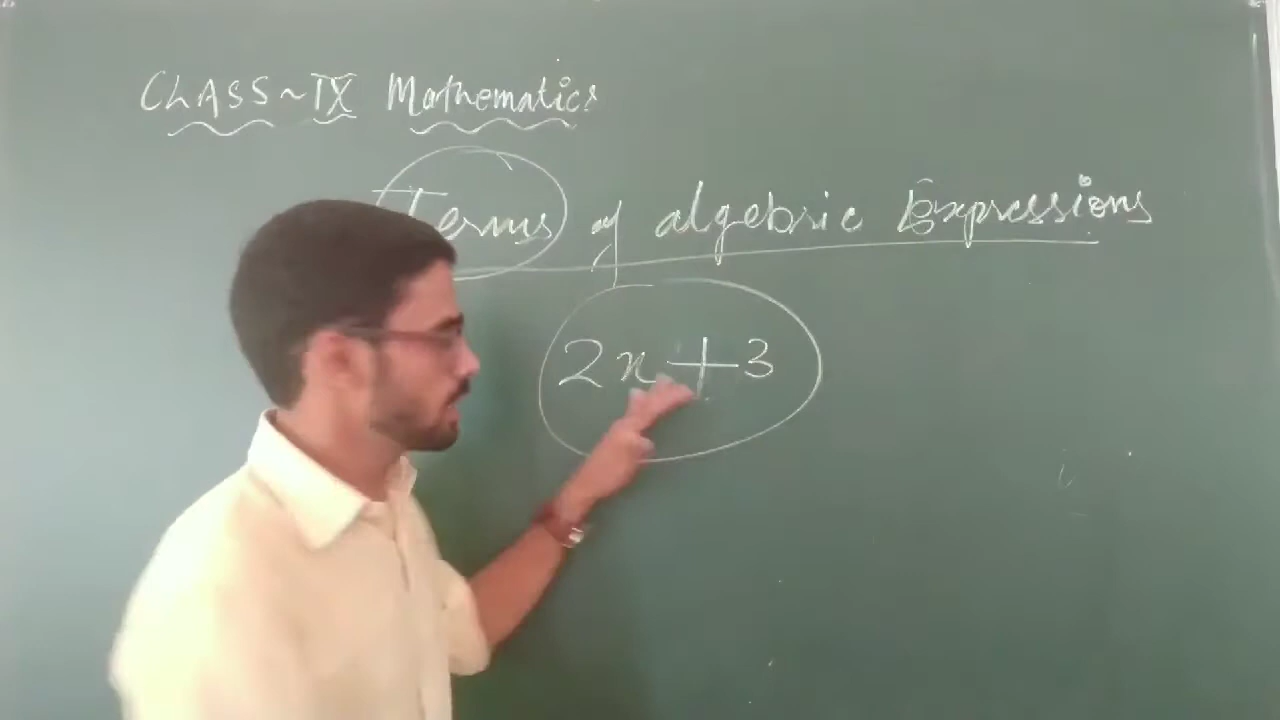 CLASS ~ IX Mathematics
Terms of algebric Expressions
2x + 3